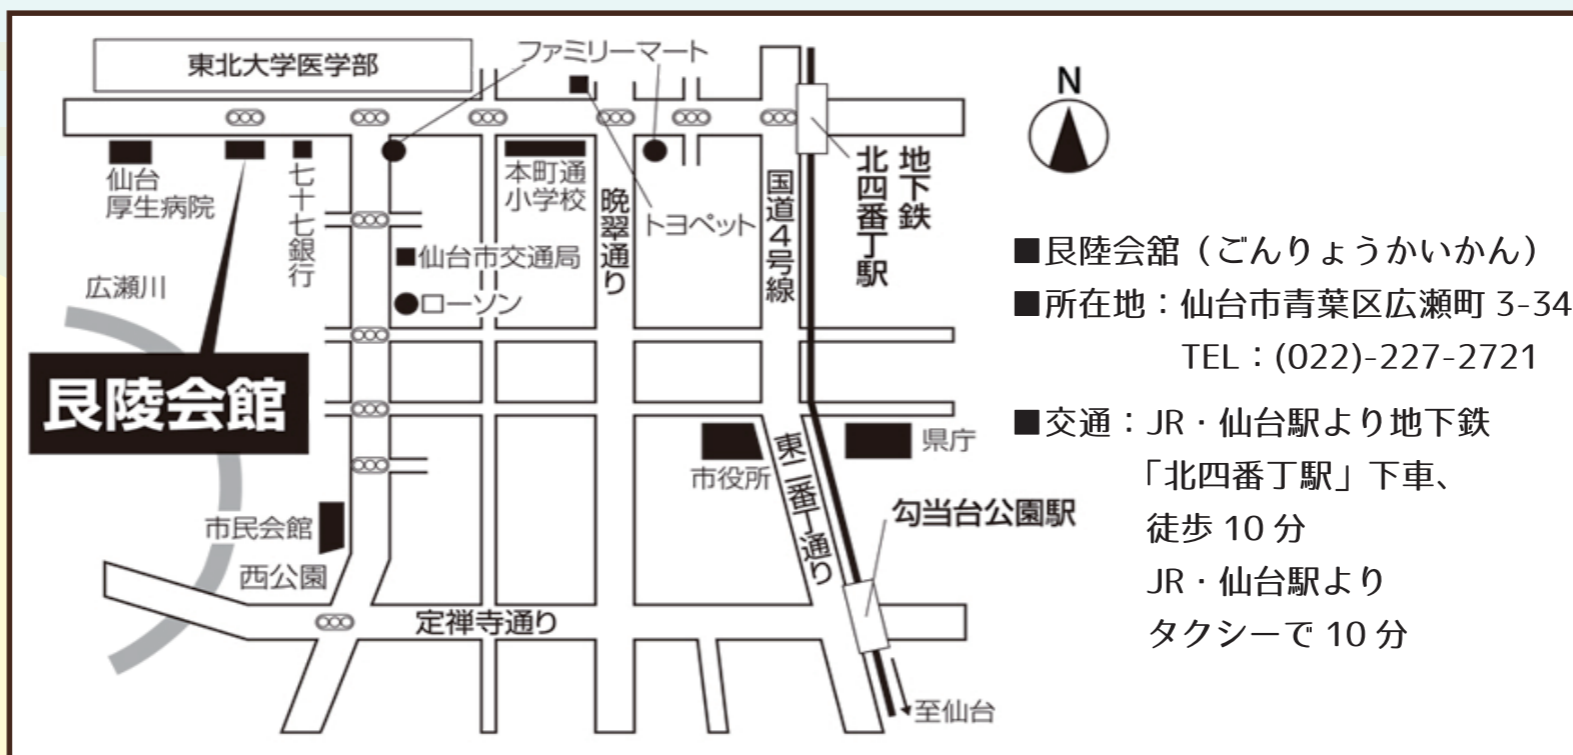 東北大学医学部
ファミリーマート
N
仙台
厚生病院
七十七銀行
本町通
小学校
晩翠通り
トヨペット
国道4号線
地下鉄
北四番丁駅
仙台市交通局
広瀬川
ローソン
艮陵会館
市役所
東二番丁通り
県庁
勾当台公園駅
市民会館
西公園
定禅寺通り
至仙台
■艮陸会舘（ごんりょうかいかん）
■所在地：仙台市青葉区広瀬町 3-34
TEL：(022)-227-2721
■交通：JR・仙台駅より地下鉄
「北四番丁駅」下車、
徒歩 10 分
JR・仙台駅より
タクシーで 10 分